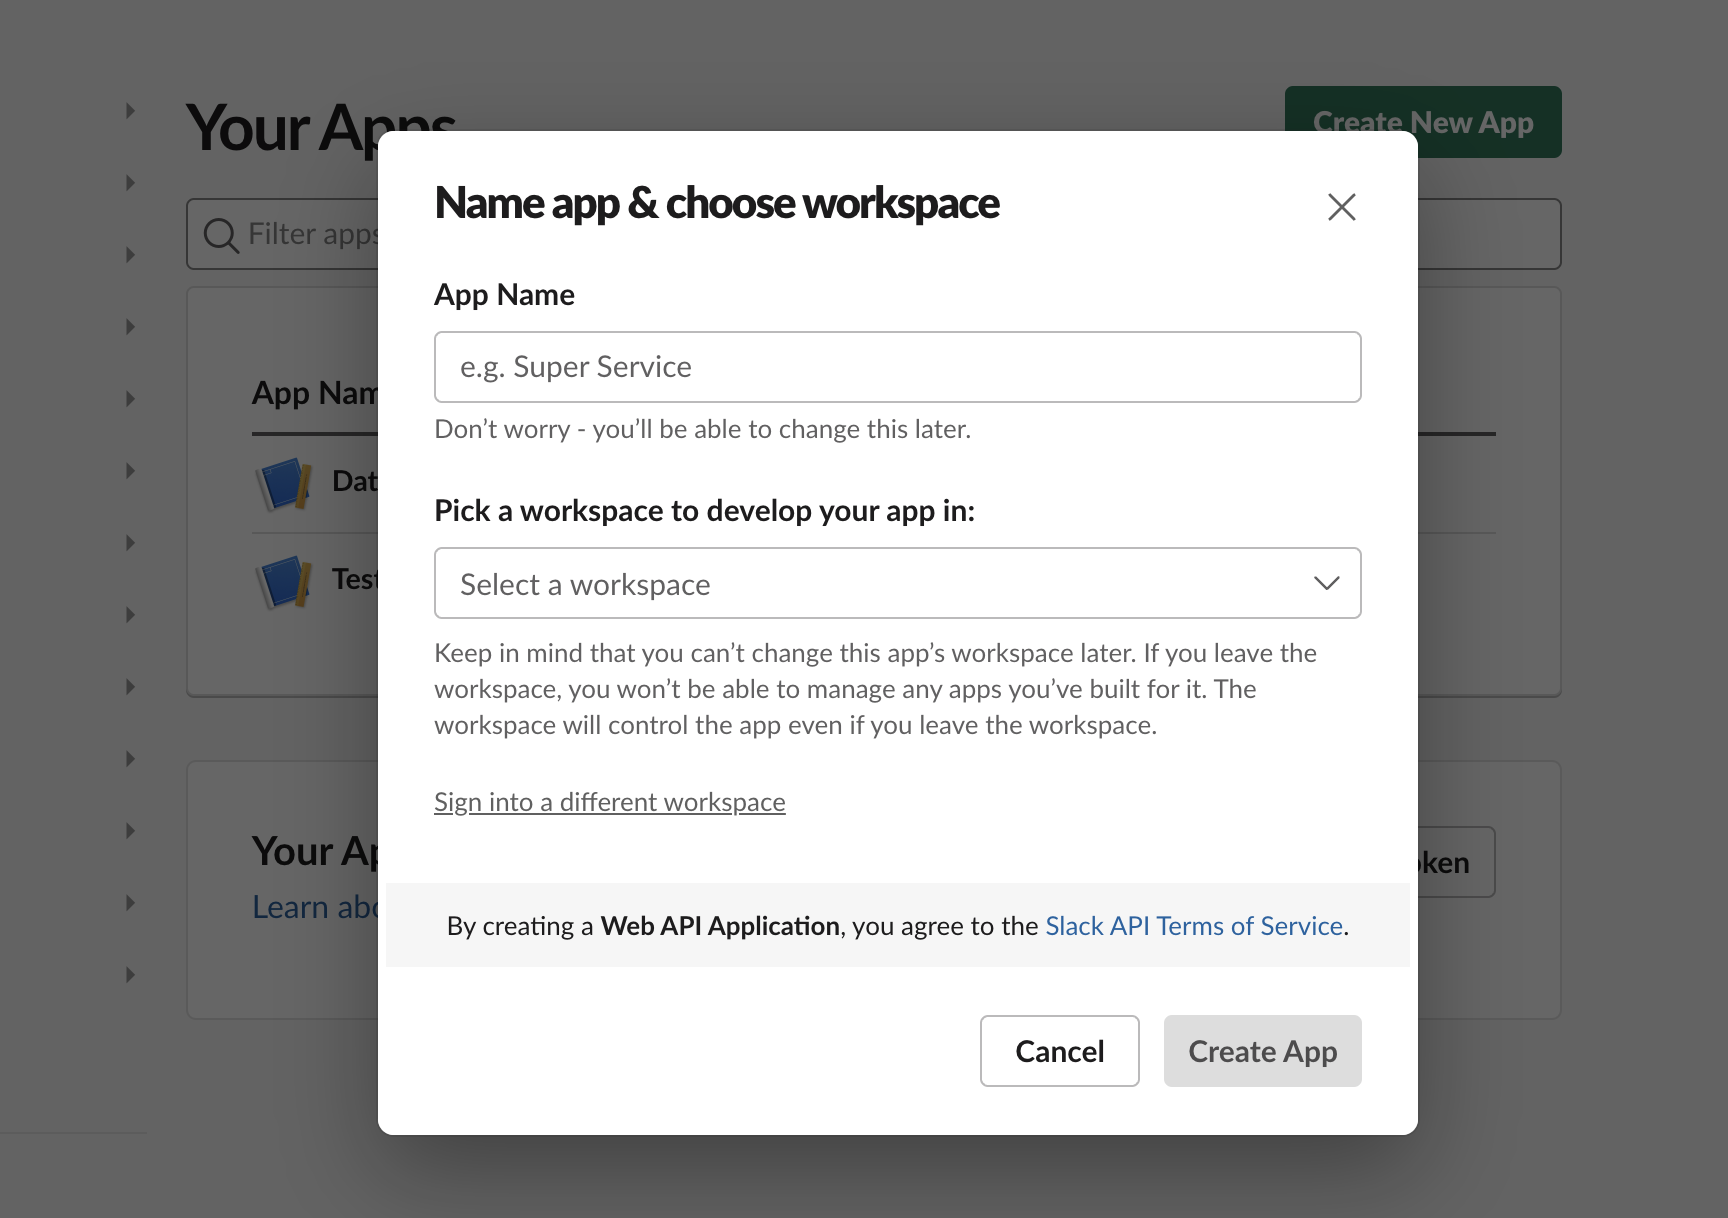 Your Apps
Create New App
Name app & choose workspace
Filter apps
App Name
e.g. Super Service
Don’t worry - you’ll be able to change this later.
App Nam
Dat
Pick a workspace to develop your app in:
Select a workspace
Test
Keep in mind that you can’t change this app’s workspace later. If you leave the
workspace, you won’t be able to manage any apps you’ve built for it. The
workspace will control the app even if you leave the workspace.
Sign into a different workspace
Your Ap
oken
Learn abo
By creating a Web API Application, you agree to the Slack API Terms of Service.
Cancel
Create App